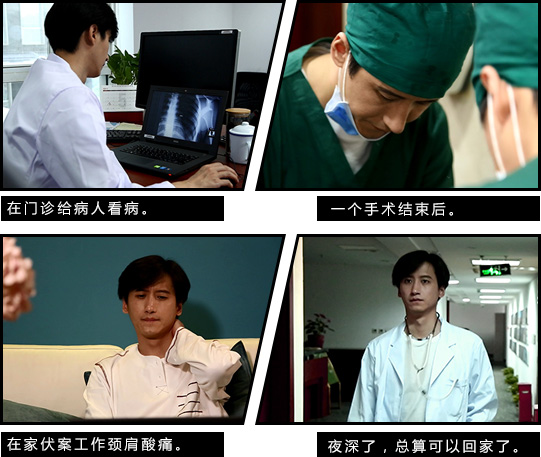 在门诊给病人看病。
一个手术结束后。
在家伏案工作颈肩酸痛。
夜深了，总算可以回家了。